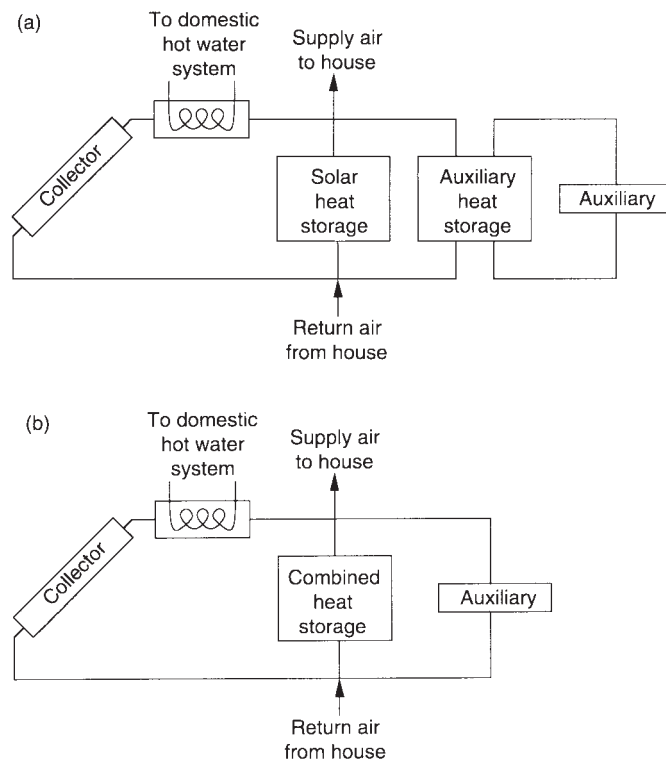 (a)
To domestic
hot water
system
Supply air
to house
Collector
Solar
heat
storage
Auxiliary
heat
storage
Auxiliary
Return air
from house
(b)
To domestic
hot water
system
Supply air
to house
Collector
Combined
heat
storage
Auxiliary
Return air
from house